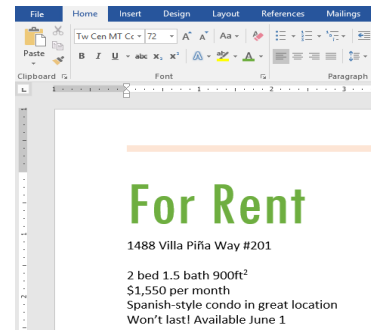 File Home Insert Design Layout References Mailings
Paste
Tw Cen MT Cc 72 A A Aa
B I U abc X₂ X² A aby A
Clipboard Font Paragraph
L 1 1 2 3
For Rent
1488 Villa Piña Way #201
2 bed 1.5 bath 900ft²
$1,550 per month
Spanish-style condo in great location
Won't last! Available June 1